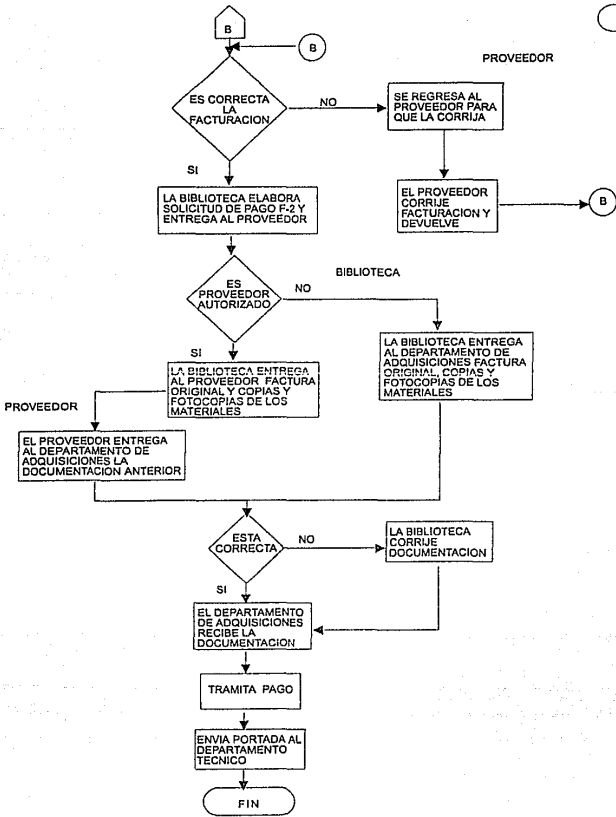 B
B
PROVEEDOR
ES CORRECTA
LA
FACTURACION
NO
SE REGRESA AL
PROVEEDOR PARA
QUE LA CORRIJA
SI
LA BIBLIOTECA ELABORA
SOLICITUD DE PAGO F-2 Y
ENTREGA AL PROVEEDOR
EL PROVEEDOR
CORRIJE
FACTURACION Y
DEVUELVE
B
BIBLIOTECA
ES
PROVEEDOR
AUTORIZADO
NO
SI
LA BIBLIOTECA ENTREGA
AL DEPARTAMENTO DE
ADQUISICIONES FACTURA
ORIGINAL, COPIAS Y
FOTOCOPIAS DE LOS
MATERIALES
LA BIBLIOTECA ENTREGA
AL PROVEEDOR FACTURA
ORIGINAL Y COPIAS Y
FOTOCOPIAS DE LOS
MATERIALES
PROVEEDOR
EL PROVEEDOR ENTREGA
AL DEPARTAMENTO DE
ADQUISICIONES LA
DOCUMENTACION ANTERIOR
ESTA
CORRECTA
NO
LA BIBLIOTECA
CORRIJE
DOCUMENTACION
SI
EL DEPARTAMENTO
DE ADQUISICIONES
RECIBE LA
DOCUMENTACION
TRAMITA PAGO
ENVIA PORTADA AL
DEPARTAMENTO
TECNICO
FIN